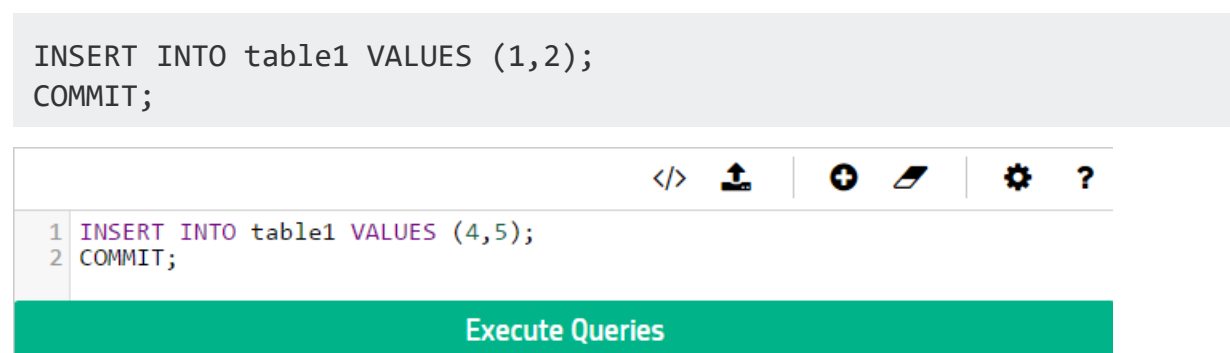 INSERT INTO table1 VALUES (1,2);
COMMIT;
</> ?
1 INSERT INTO table1 VALUES (4,5);
2 COMMIT;
Execute Queries